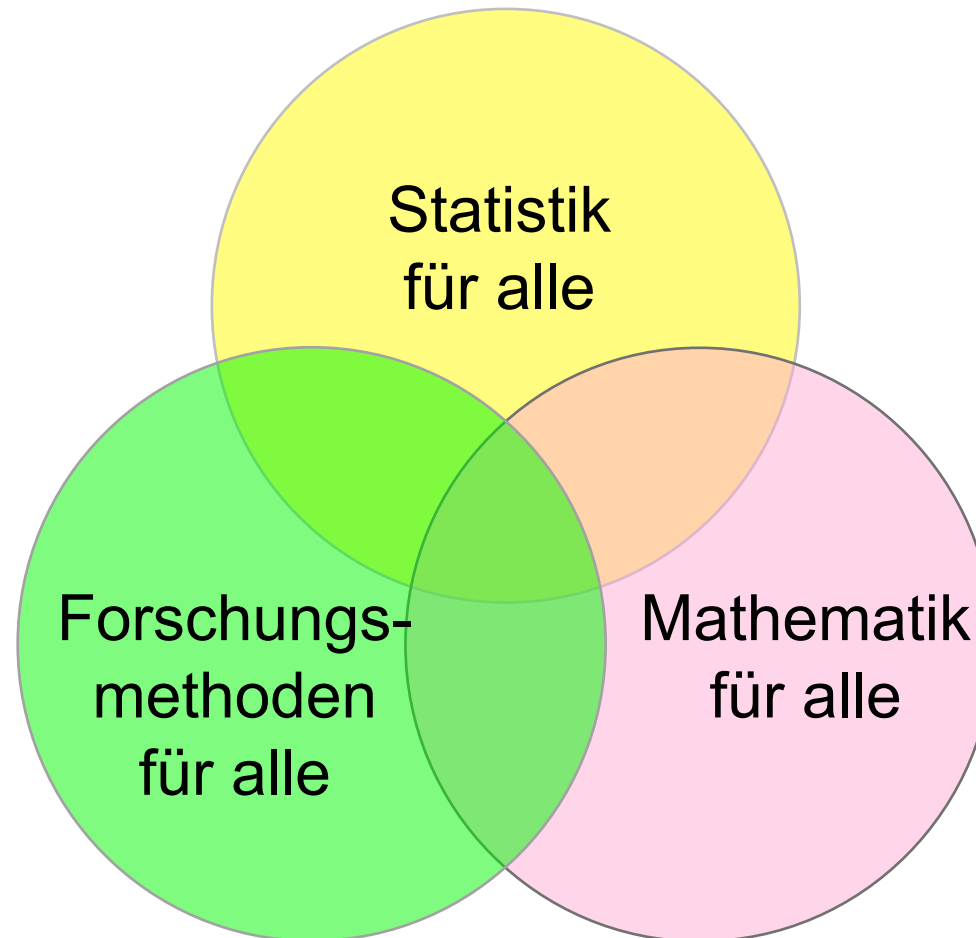 Statistik
für alle
Forschungs-
methoden
für alle
Mathematik
für alle